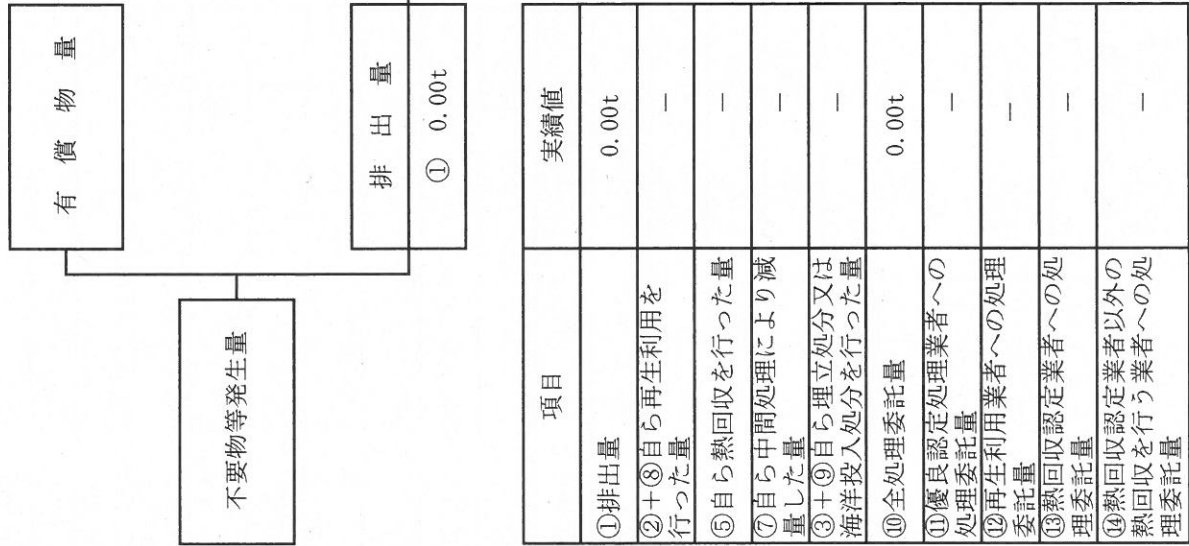 有償物量
不要物等発生量
排出量
① 0.00t
項目
実績値
①排出量
0.00t
②+⑧自ら再生利用を
行った量
－
⑤自ら熱回収を行った量
－
⑦自ら中間処理により減
量した量
－
③+⑨自ら埋立処分又は
海洋投入処分を行った量
－
⑩全処理委託量
0.00t
⑪優良認定処理業者への
処理委託量
－
⑫再生利用業者への処理
委託量
－
⑬熱回収認定業者への処
理委託量
－
⑭熱回収認定業者以外の
熱回収を行う業者への処
理委託量
－